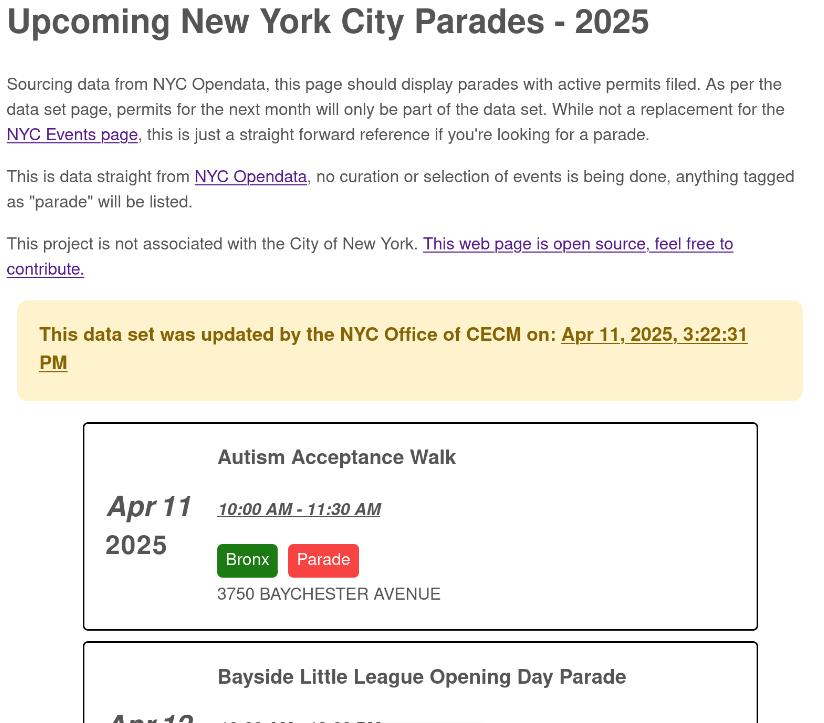 Upcoming New York City Parades - 2025
Sourcing data from NYC Opendata, this page should display parades with active permits filed. As per the
data set page, permits for the next month will only be part of the data set. While not a replacement for the
NYC Events page, this is just a straight forward reference if you're looking for a parade.
This is data straight from NYC Opendata, no curation or selection of events is being done, anything tagged
as "parade" will be listed.
This project is not associated with the City of New York. This web page is open source, feel free to
contribute.
This data set was updated by the NYC Office of CECM on: Apr 11, 2025, 3:22:31
PM
Autism Acceptance Walk
Apr 11
2025
10:00 AM - 11:30 AM
Bronx Parade
3750 BAYCHESTER AVENUE
Bayside Little League Opening Day Parade
Apr 12